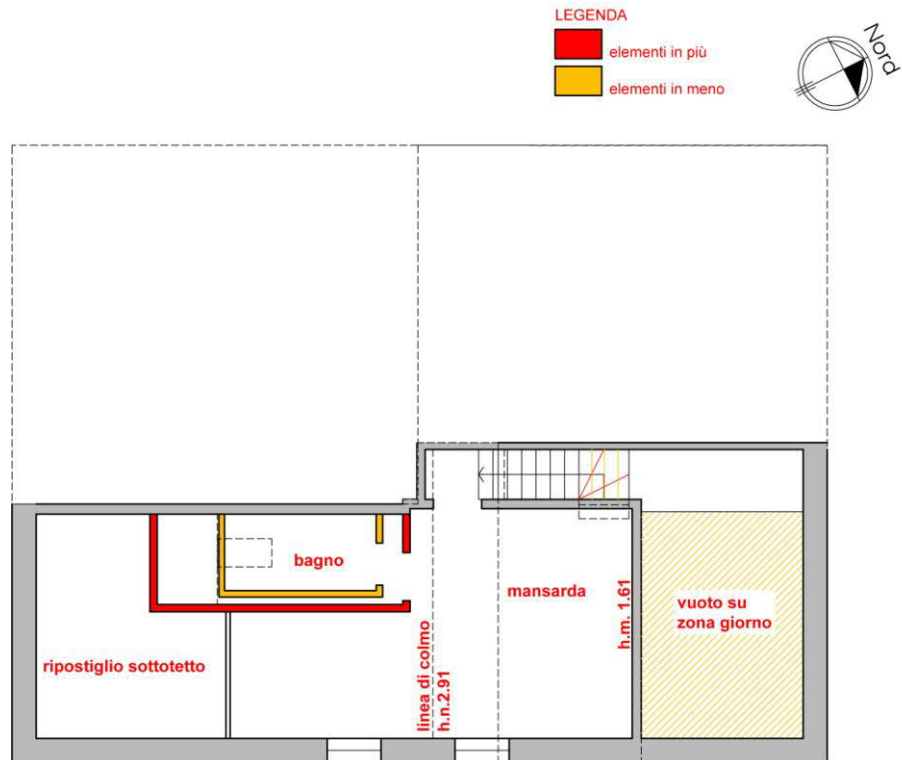 LEGENDA
elementi in più
elementi in meno
Nord
bagno
mansarda
h.m. 1.61
vuoto su
zona giorno
ripostiglio sottotetto
linea di colmo
h.n.2.91